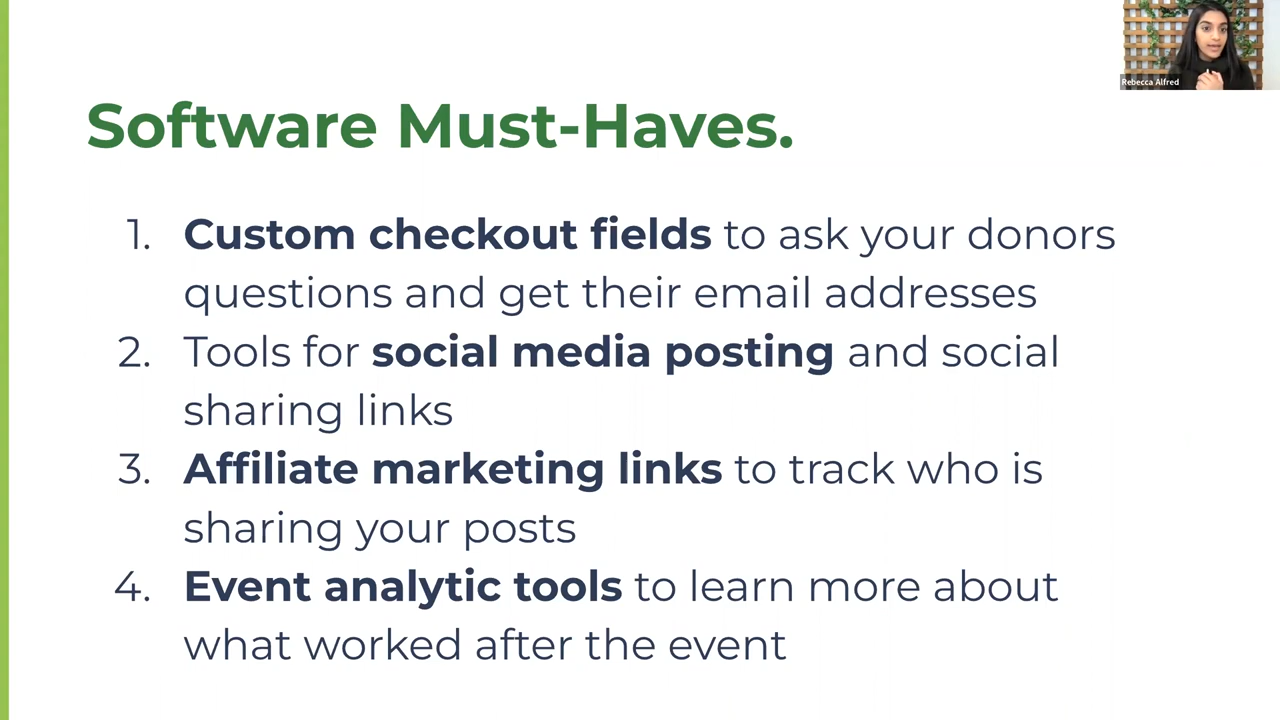 Rebecca Alfred
Software Must-Haves.
1. Custom checkout fields to ask your donors
questions and get their email addresses
2. Tools for social media posting and social
sharing links
3. Affiliate marketing links to track who is
sharing your posts
4. Event analytic tools to learn more about
what worked after the event